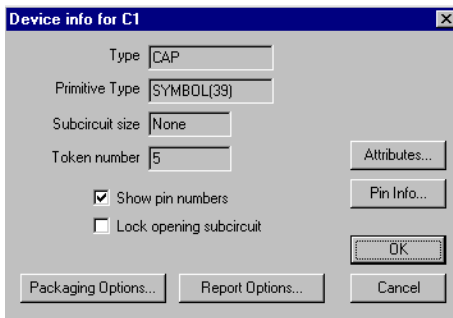 Device info for C1
Type CAP
Primitive Type SYMBOL(39)
Subcircuit size None
Token number 5
Attributes...
Show pin numbers
Pin Info...
Lock opening subcircuit
OK
Packaging Options... Report Options... Cancel